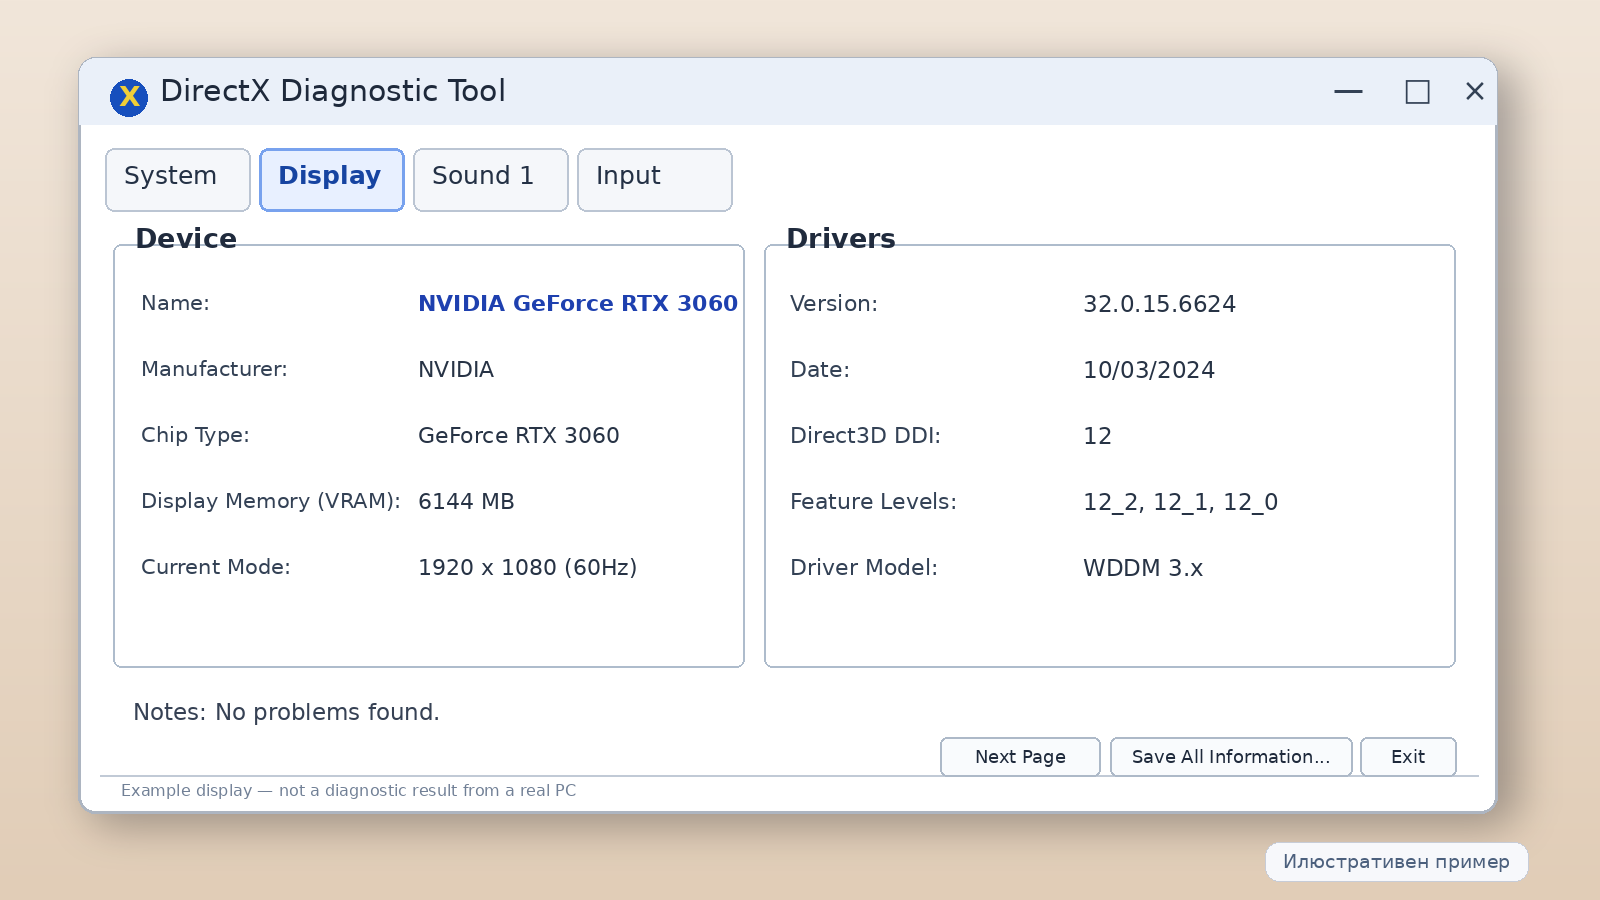 X DirectX Diagnostic Tool
System Display Sound 1 Input
Device
Name: NVIDIA GeForce RTX 3060
Manufacturer: NVIDIA
Chip Type: GeForce RTX 3060
Display Memory (VRAM): 6144 MB
Current Mode: 1920 x 1080 (60Hz)
Drivers
Version: 32.0.15.6624
Date: 10/03/2024
Direct3D DDI: 12
Feature Levels: 12_2, 12_1, 12_0
Driver Model: WDDM 3.x
Notes: No problems found.
Next Page Save All Information... Exit
Example display — not a diagnostic result from a real PC
Илюстративен пример